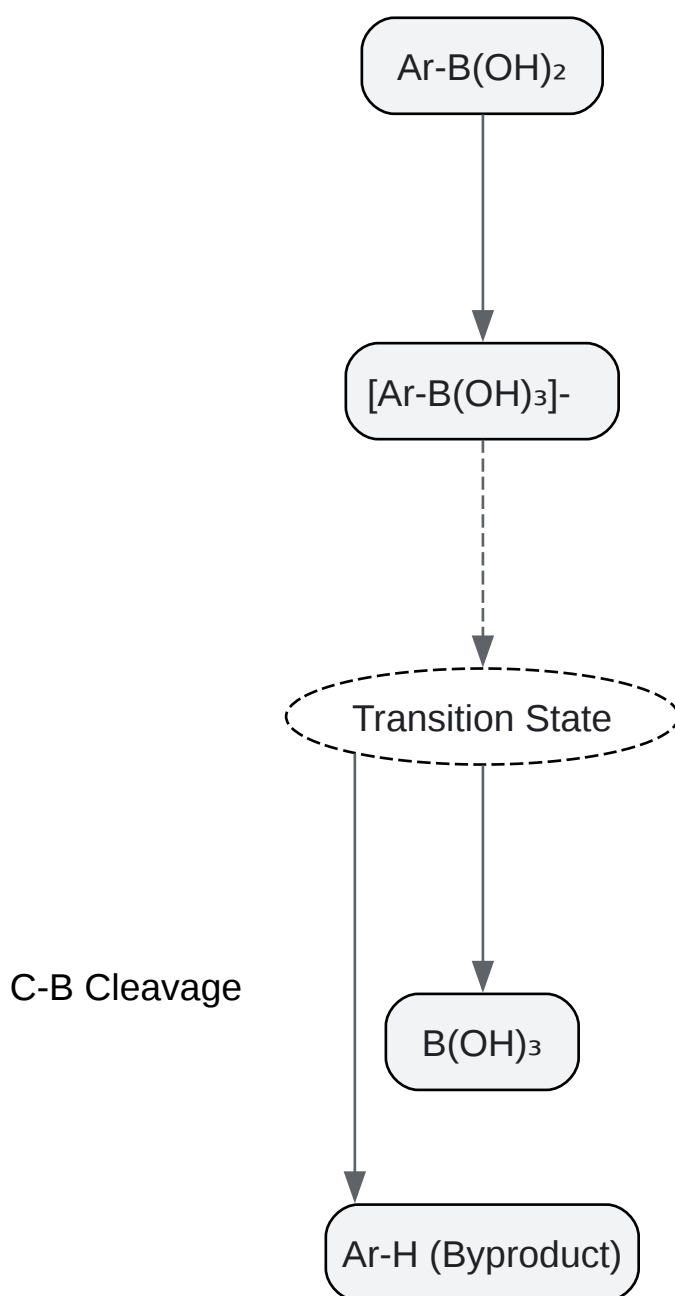 Ar-B(OH)₂
[Ar-B(OH)₃]-
Transition State
C-B Cleavage
B(OH)₃
Ar-H (Byproduct)